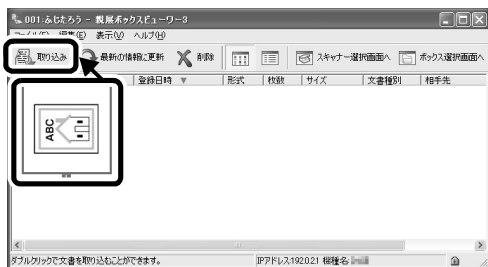 001:ふじたろう - 親展ボックスビューワー3
ファイル(F) 編集(E) 表示(V) ヘルプ(H)
取り込み 最新の情報に更新 削除 スキャナー選択画面へ ボックス選択画面へ
登録日時 形式 枚数 サイズ 文書種別 相手先
ABC
ダブルクリックで文書を取り込むことができます。 IPアドレス:192.0.2.1 機種名: